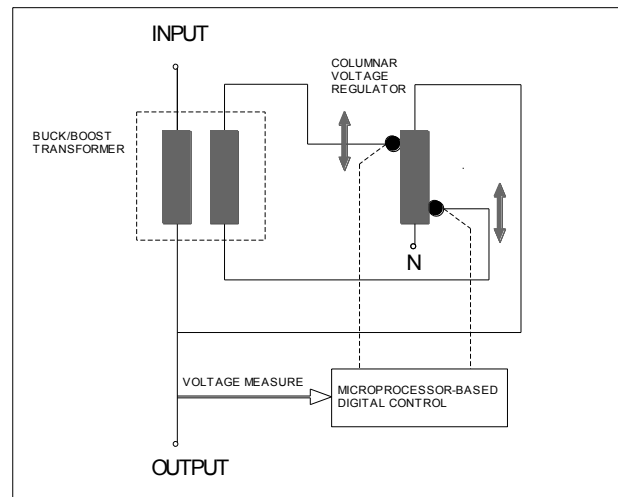 INPUT
COLUMNAR
VOLTAGE
REGULATOR
BUCK/BOOST
TRANSFORMER
N
VOLTAGE MEASURE
MICROPROCESSOR-BASED
DIGITAL CONTROL
OUTPUT